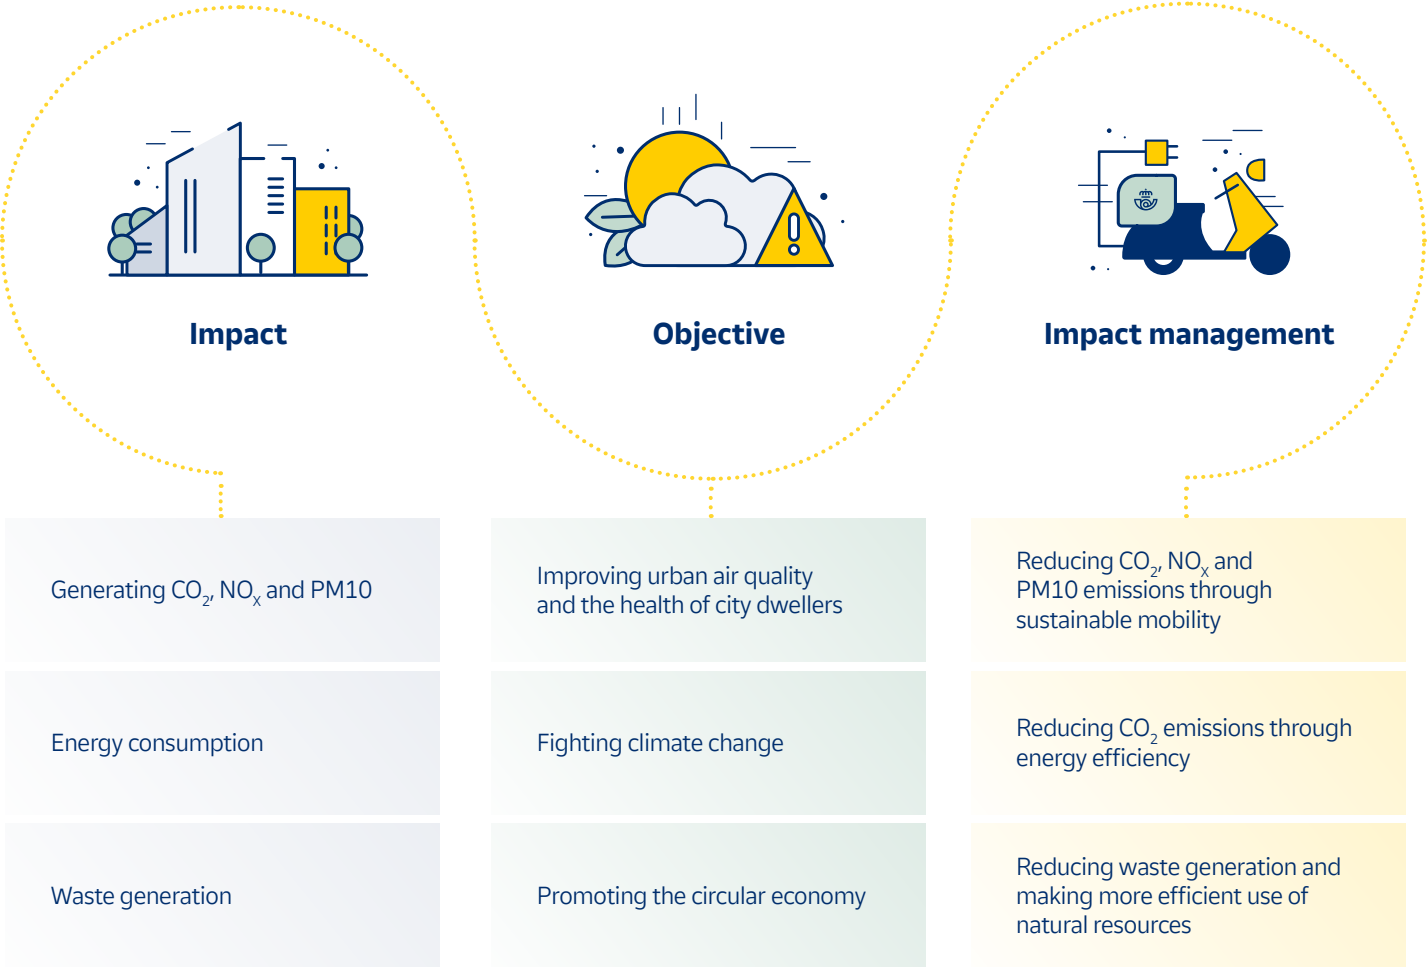 Impact
Objective
Impact management
Generating CO₂, NOₓ and PM10
Improving urban air quality
and the health of city dwellers
Reducing CO₂, NOₓ and
PM10 emissions through
sustainable mobility
Energy consumption
Fighting climate change
Reducing CO₂ emissions through
energy efficiency
Waste generation
Promoting the circular economy
Reducing waste generation and
making more efficient use of
natural resources